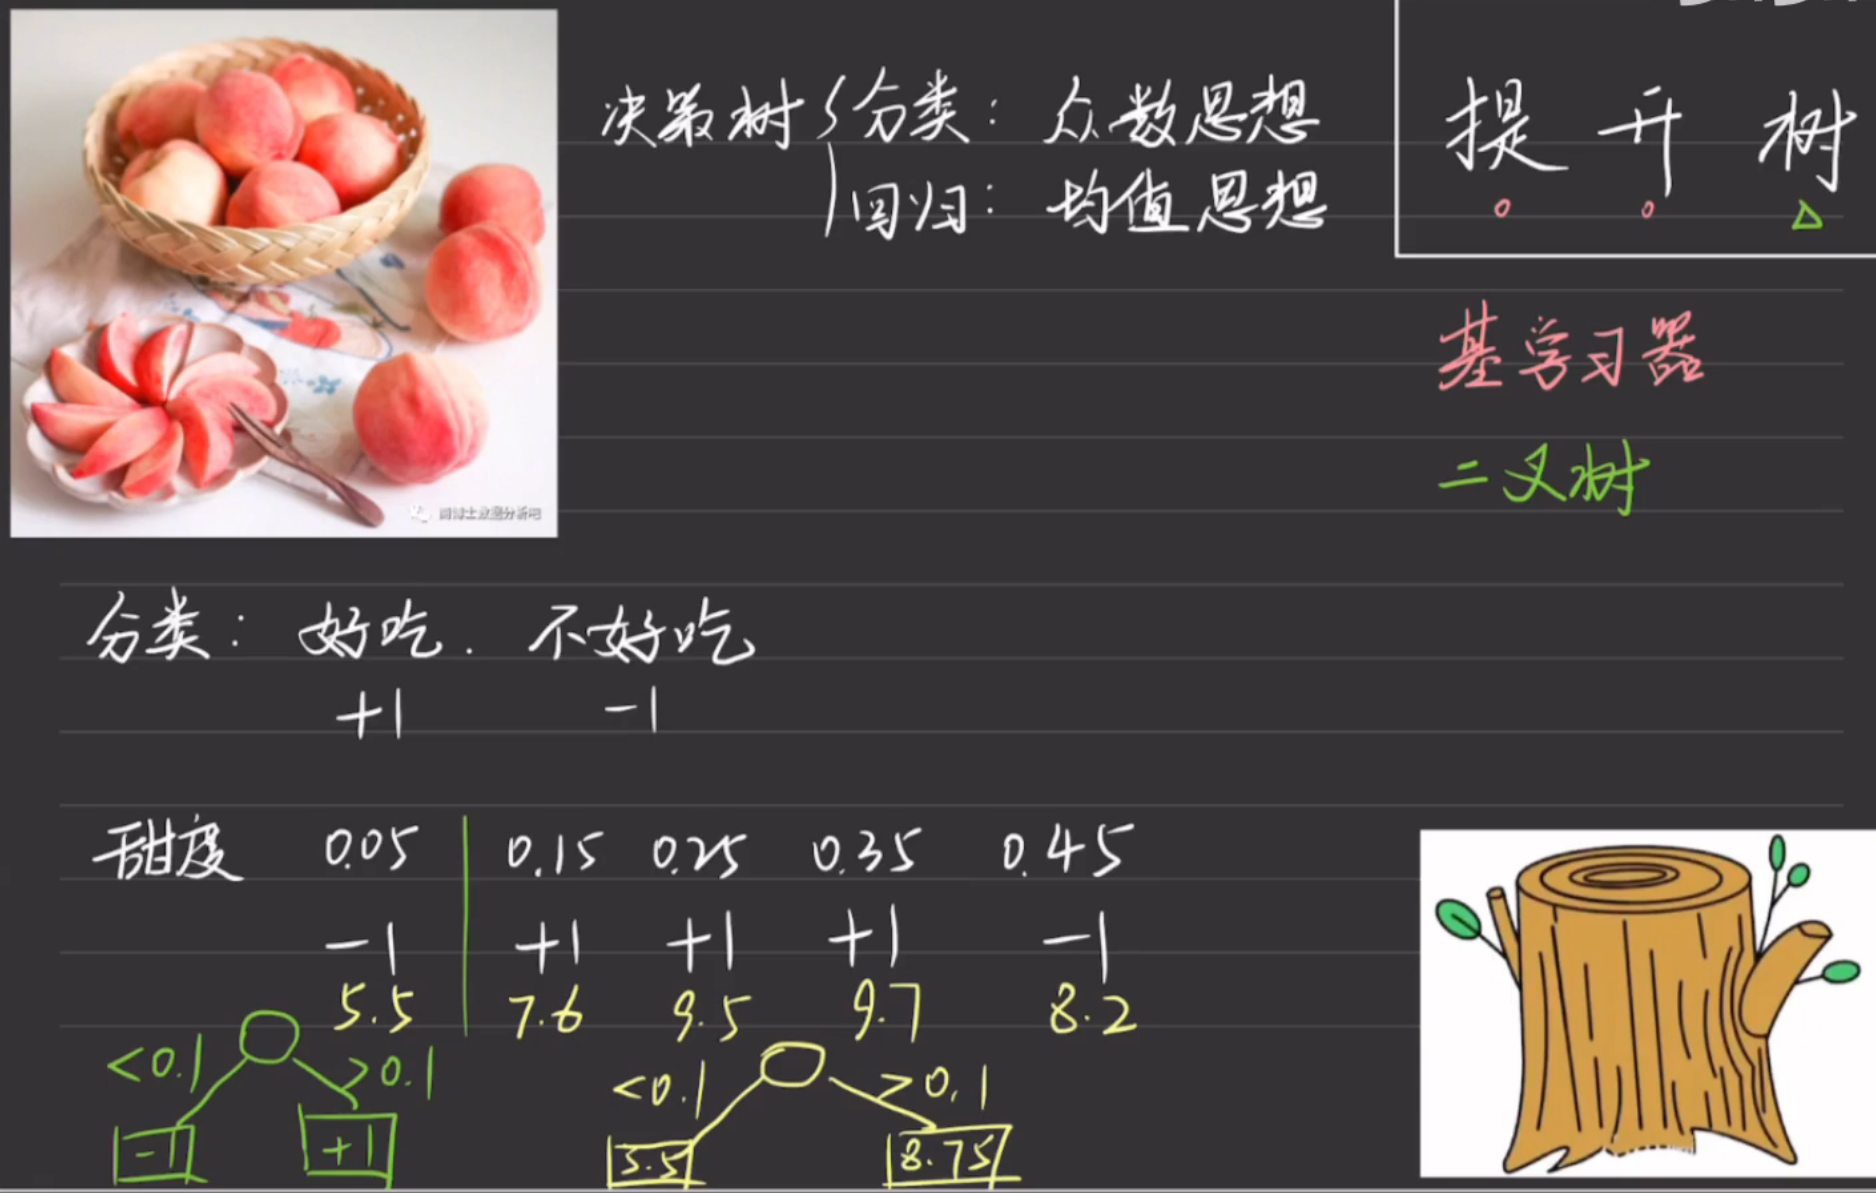 决策树 分类：众数思想
回归：均值思想
提升树
基学习器
二叉树
分类：好吃．不好吃
+1 -1
甜度 0.05 0.15 0.25 0.35 0.45
-1 +1 +1 +1 -1
5.5 7.6 9.5 9.7 8.2
<0.1 >0.1
-1 +1
<0.1 >0.1
5.5 8.75